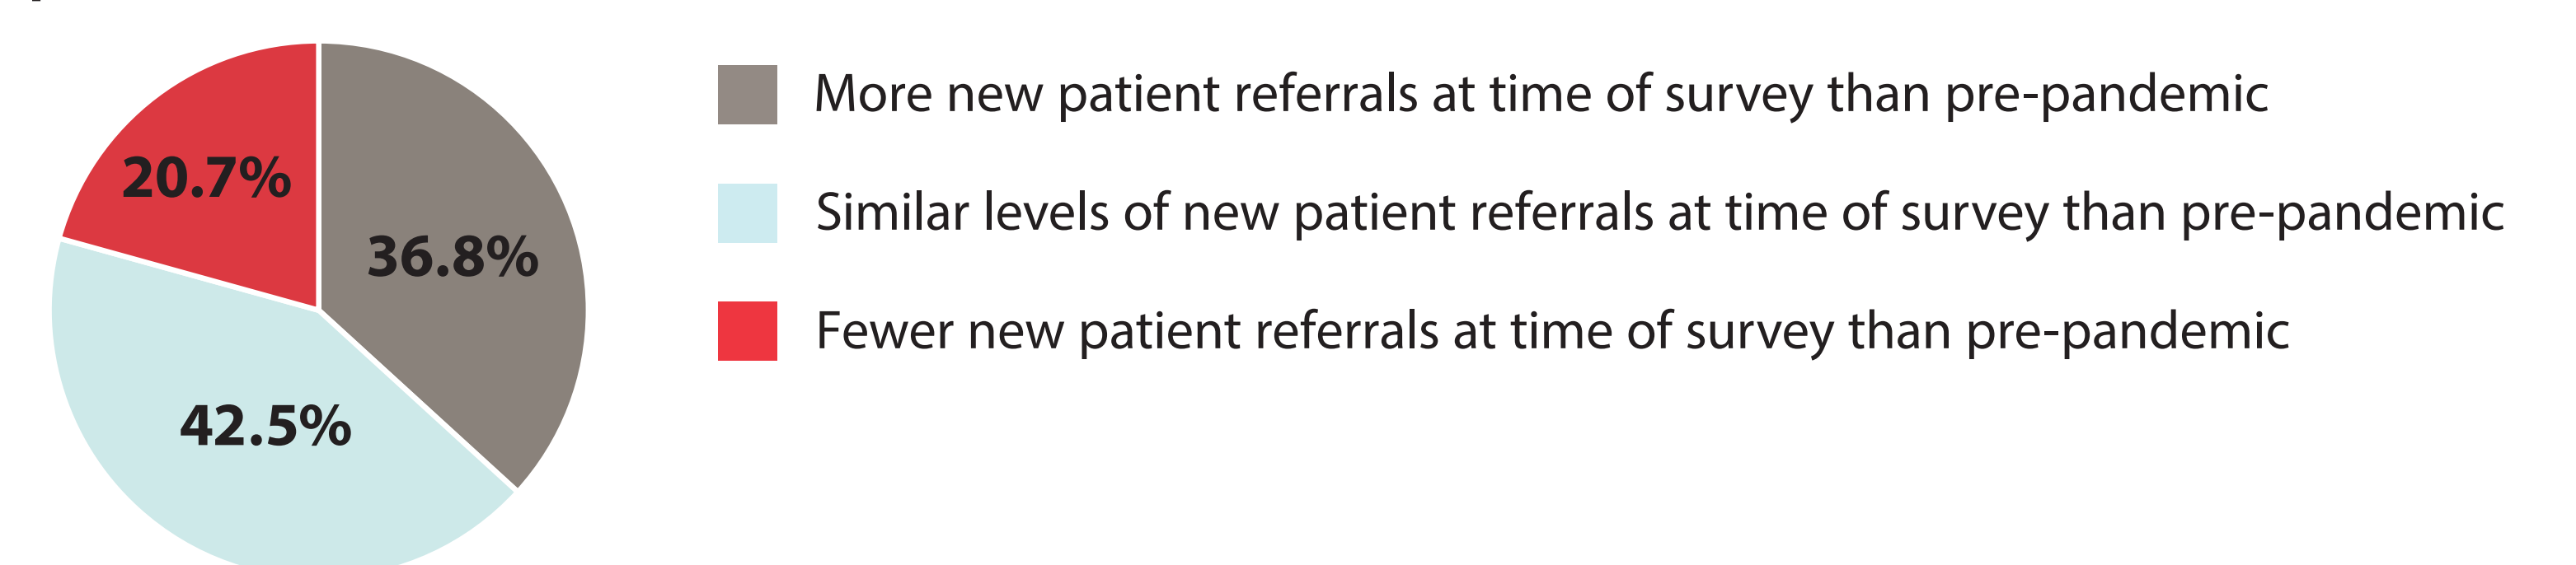 20.7%
36.8%
42.5%
More new patient referrals at time of survey than pre-pandemic
Similar levels of new patient referrals at time of survey than pre-pandemic
Fewer new patient referrals at time of survey than pre-pandemic